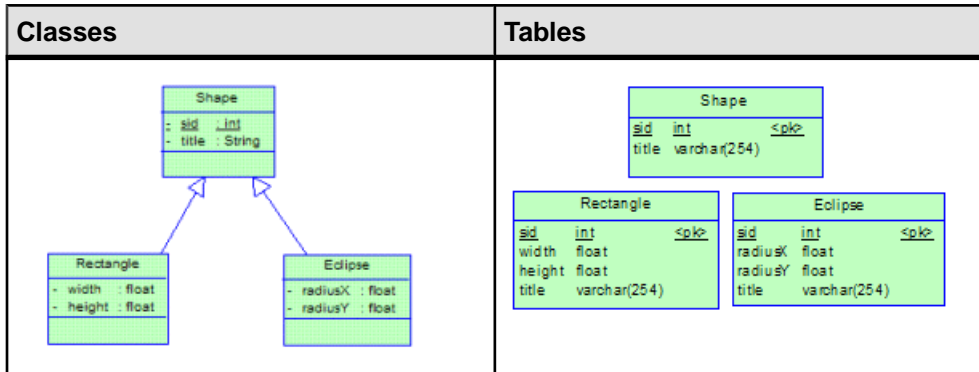 Classes
Tables
Shape
- sid : int
- title : String
Rectangle
- width : float
- height : float
Eclipse
- radiusX : float
- radiusY : float
Shape
sid int <pk>
title varchar(254)
Rectangle
sid int <pk>
width float
height float
title varchar(254)
Eclipse
sid int <pk>
radiusX float
radiusY float
title varchar(254)